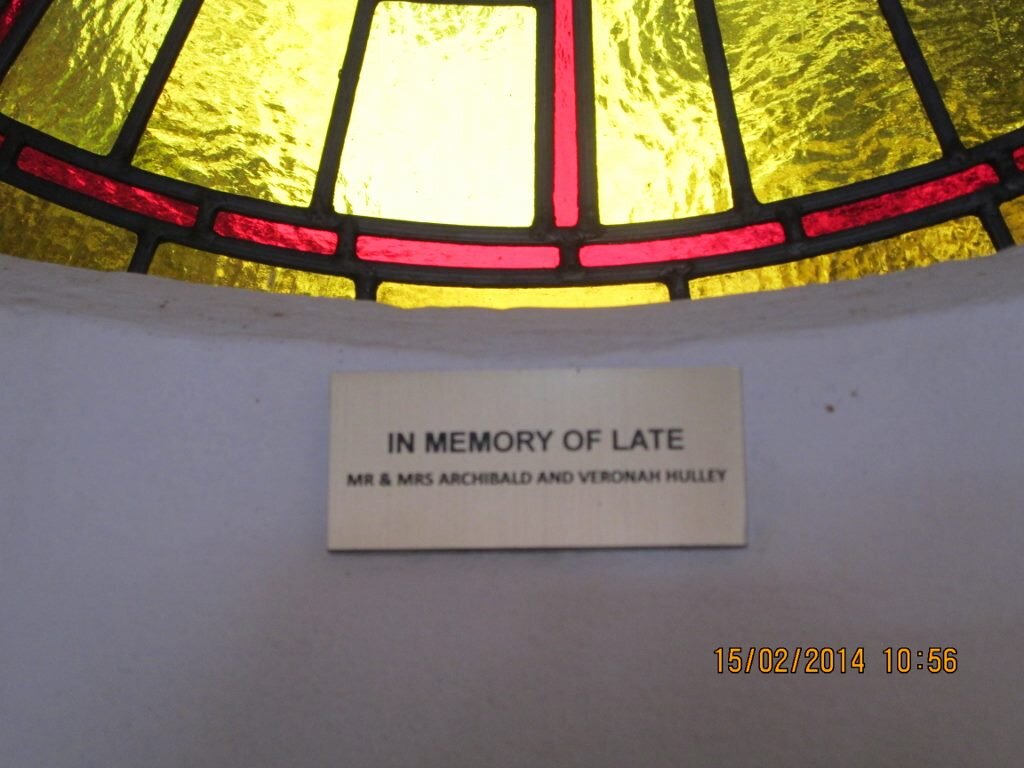 IN MEMORY OF LATE
MR & MRS ARCHIBALD AND VERONAH HULLEY
15/02/2014 10:56